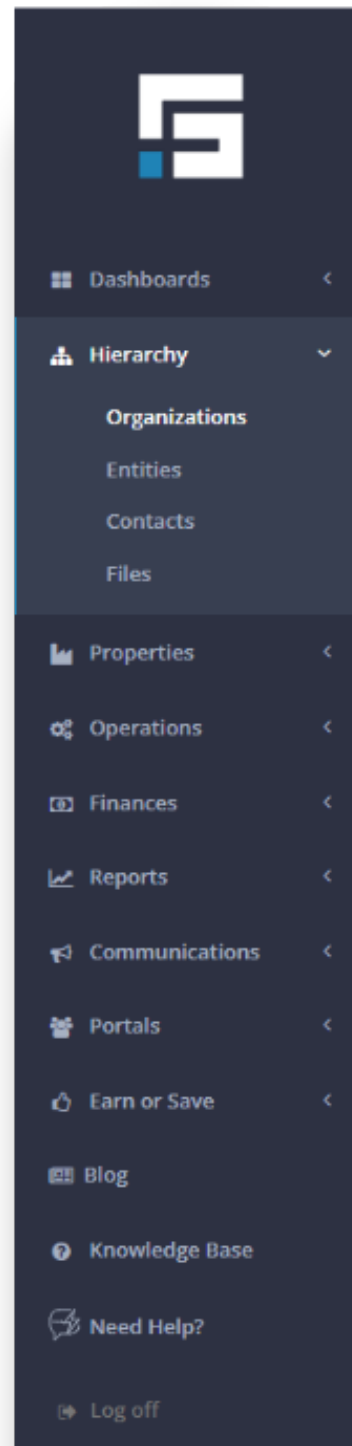 Dashboards
Hierarchy
Organizations
Entities
Contacts
Files
Properties
Operations
Finances
Reports
Communications
Portals
Earn or Save
Blog
Knowledge Base
Need Help?
Log off